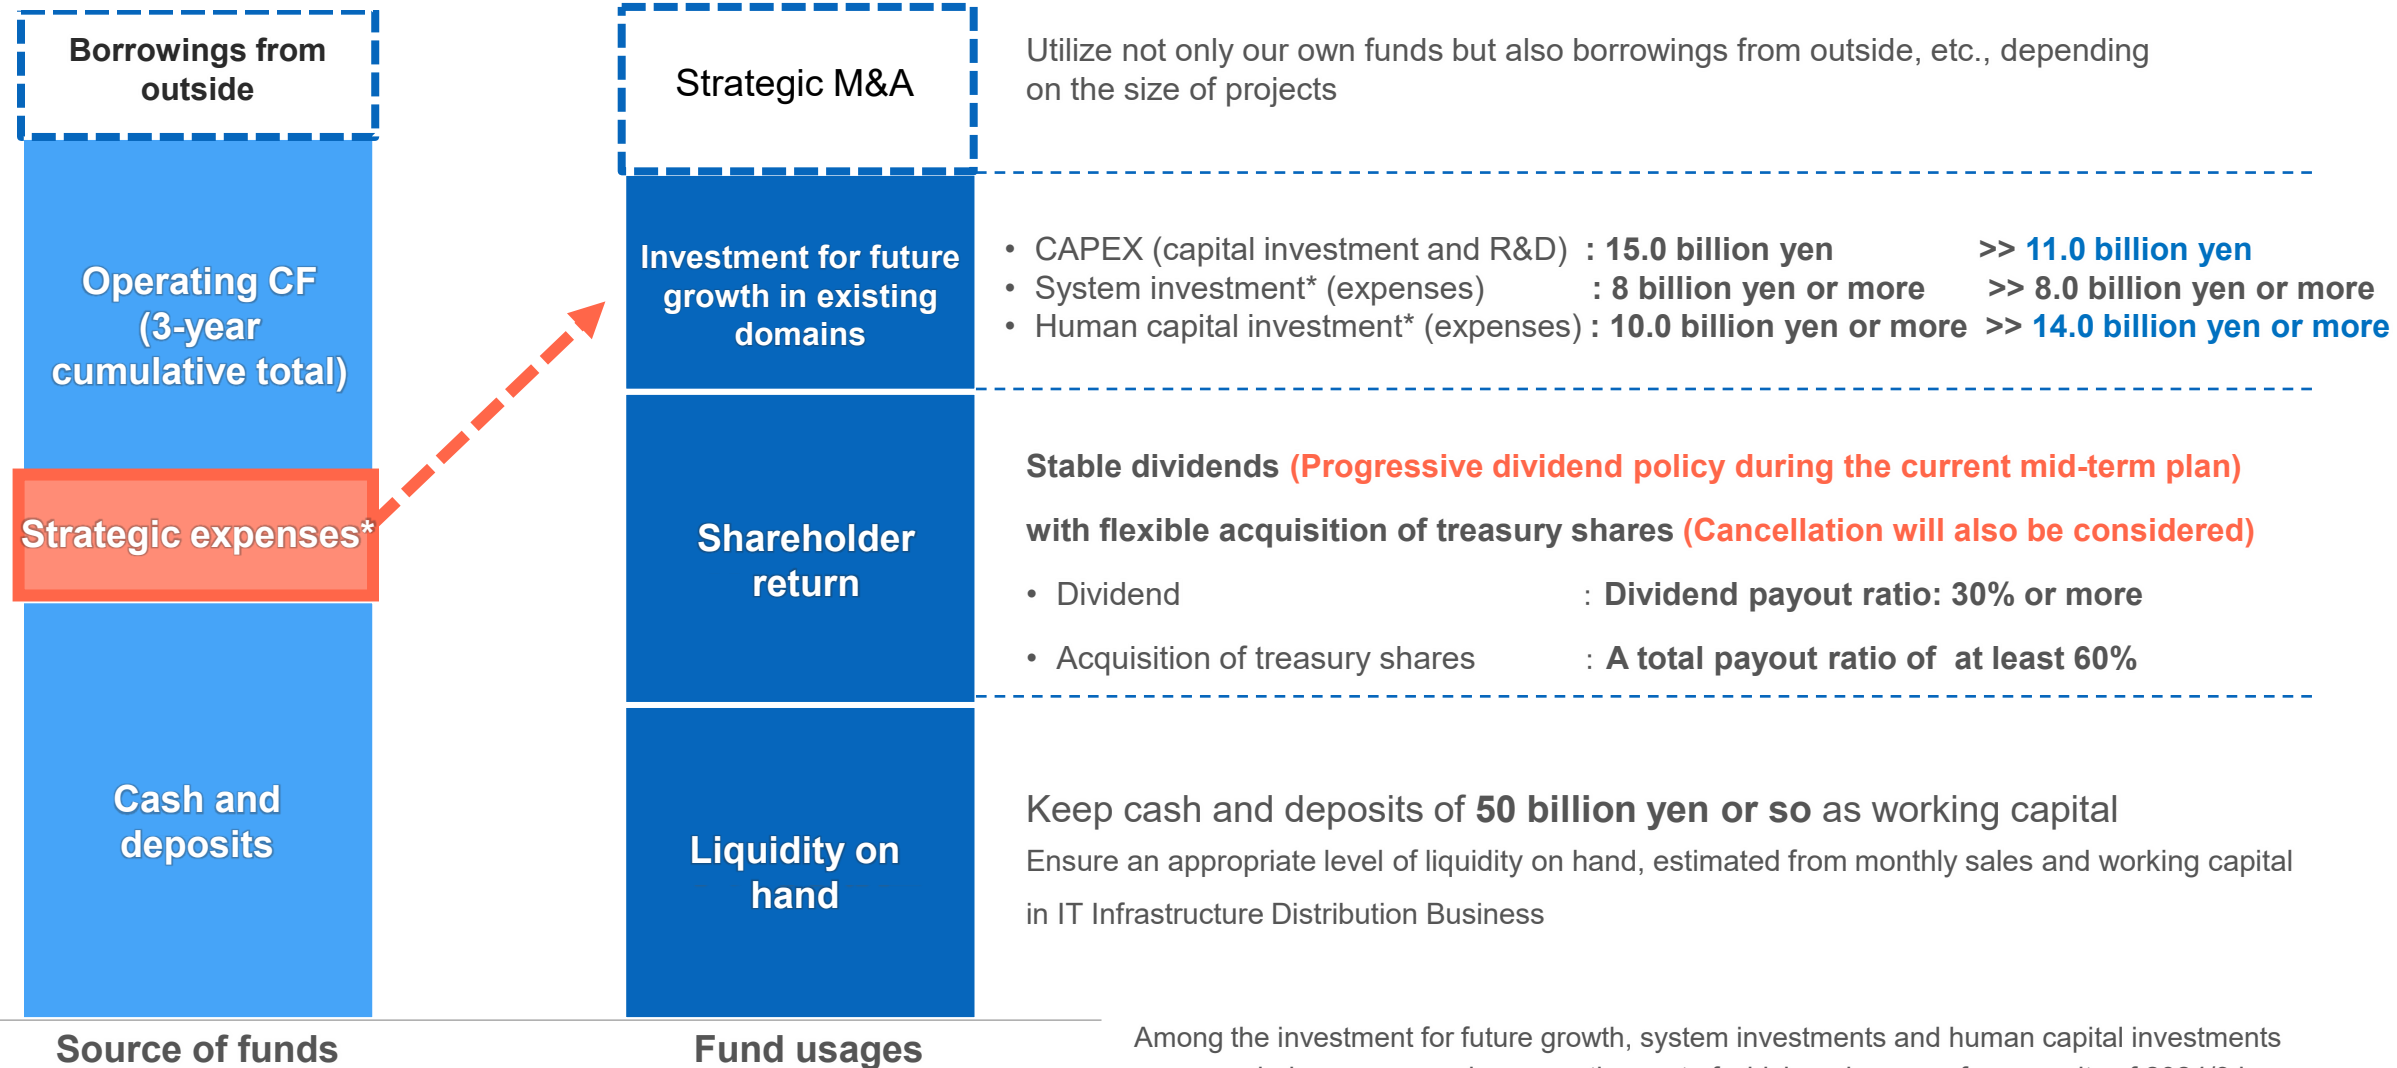 Borrowings from
outside
Operating CF
(3-year
cumulative total)
Strategic expenses*
Cash and
deposits
Source of funds
Strategic M&A
Investment for future
growth in existing
domains
Shareholder
return
Liquidity on
hand
Fund usages
Utilize not only our own funds but also borrowings from outside, etc., depending
on the size of projects
• CAPEX (capital investment and R&D) : 15.0 billion yen >> 11.0 billion yen
• System investment* (expenses) : 8 billion yen or more >> 8.0 billion yen or more
• Human capital investment* (expenses) : 10.0 billion yen or more >> 14.0 billion yen or more
Stable dividends (Progressive dividend policy during the current mid-term plan)
with flexible acquisition of treasury shares (Cancellation will also be considered)
• Dividend : Dividend payout ratio: 30% or more
• Acquisition of treasury shares : A total payout ratio of at least 60%
Keep cash and deposits of 50 billion yen or so as working capital
Ensure an appropriate level of liquidity on hand, estimated from monthly sales and working capital
in IT Infrastructure Distribution Business
Among the investment for future growth, system investments and human capital investments